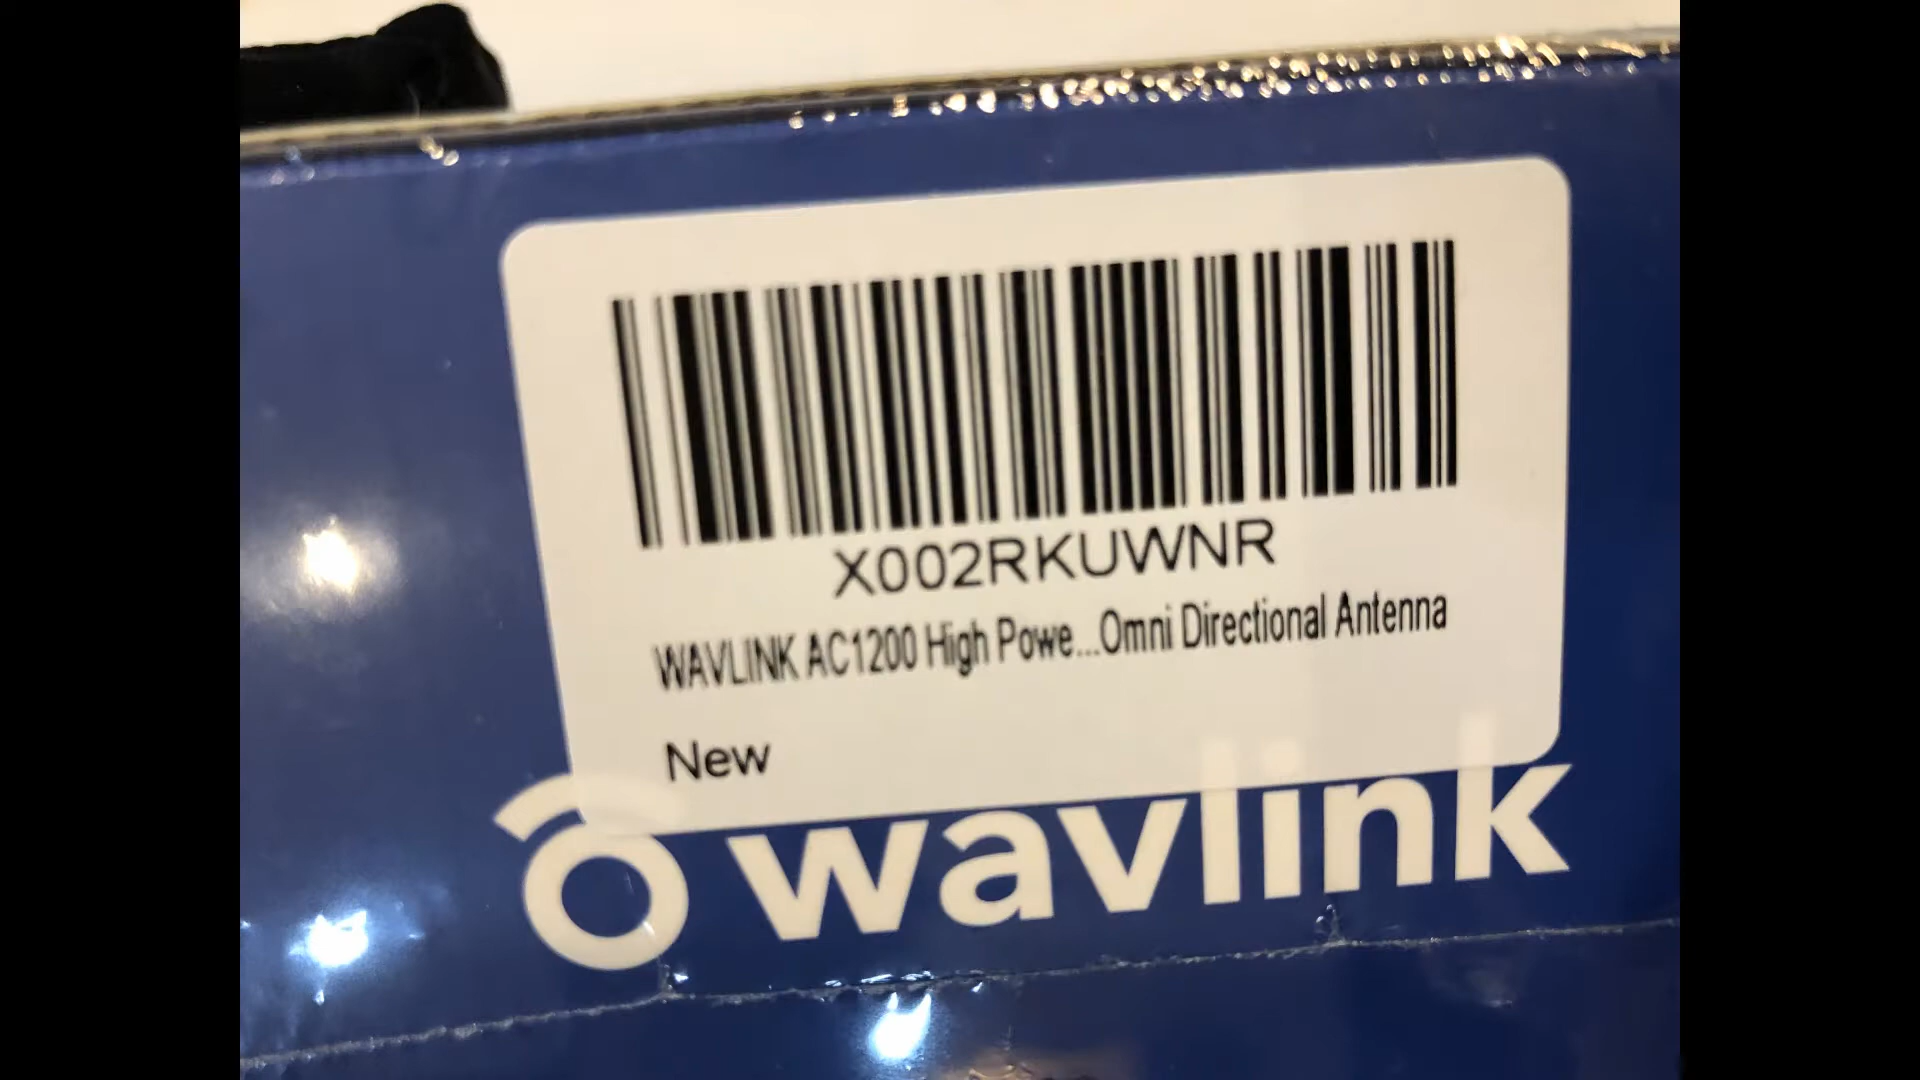 X002RKUWNR
WAVLINK AC1200 High Powe...Omni Directional Antenna
New
wavlink